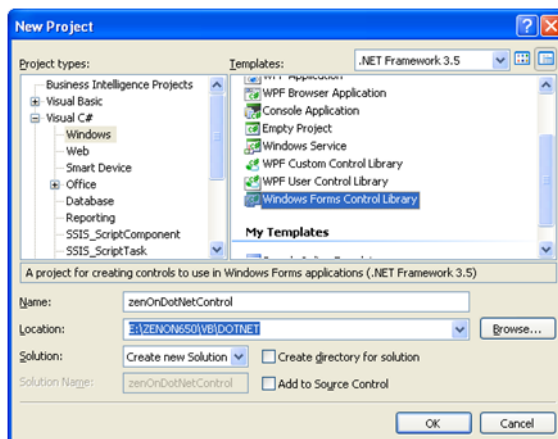 New Project
Project types:
Templates:
.NET Framework 3.5
Business Intelligence Projects
Visual Basic
Visual C#
Windows
Web
Smart Device
Office
Database
Reporting
SSIS_ScriptComponent
SSIS_ScriptTask
WPF Application
WPF Browser Application
Console Application
Empty Project
Windows Service
WPF Custom Control Library
WPF User Control Library
Windows Forms Control Library
My Templates
A project for creating controls to use in Windows Forms applications (.NET Framework 3.5)
Name:
zenOnDotNetControl
Location:
E:\ZENON650\VB\DOTNET
Browse...
Solution:
Create new Solution
Create directory for solution
Solution Name:
zenOnDotNetControl
Add to Source Control
OK
Cancel